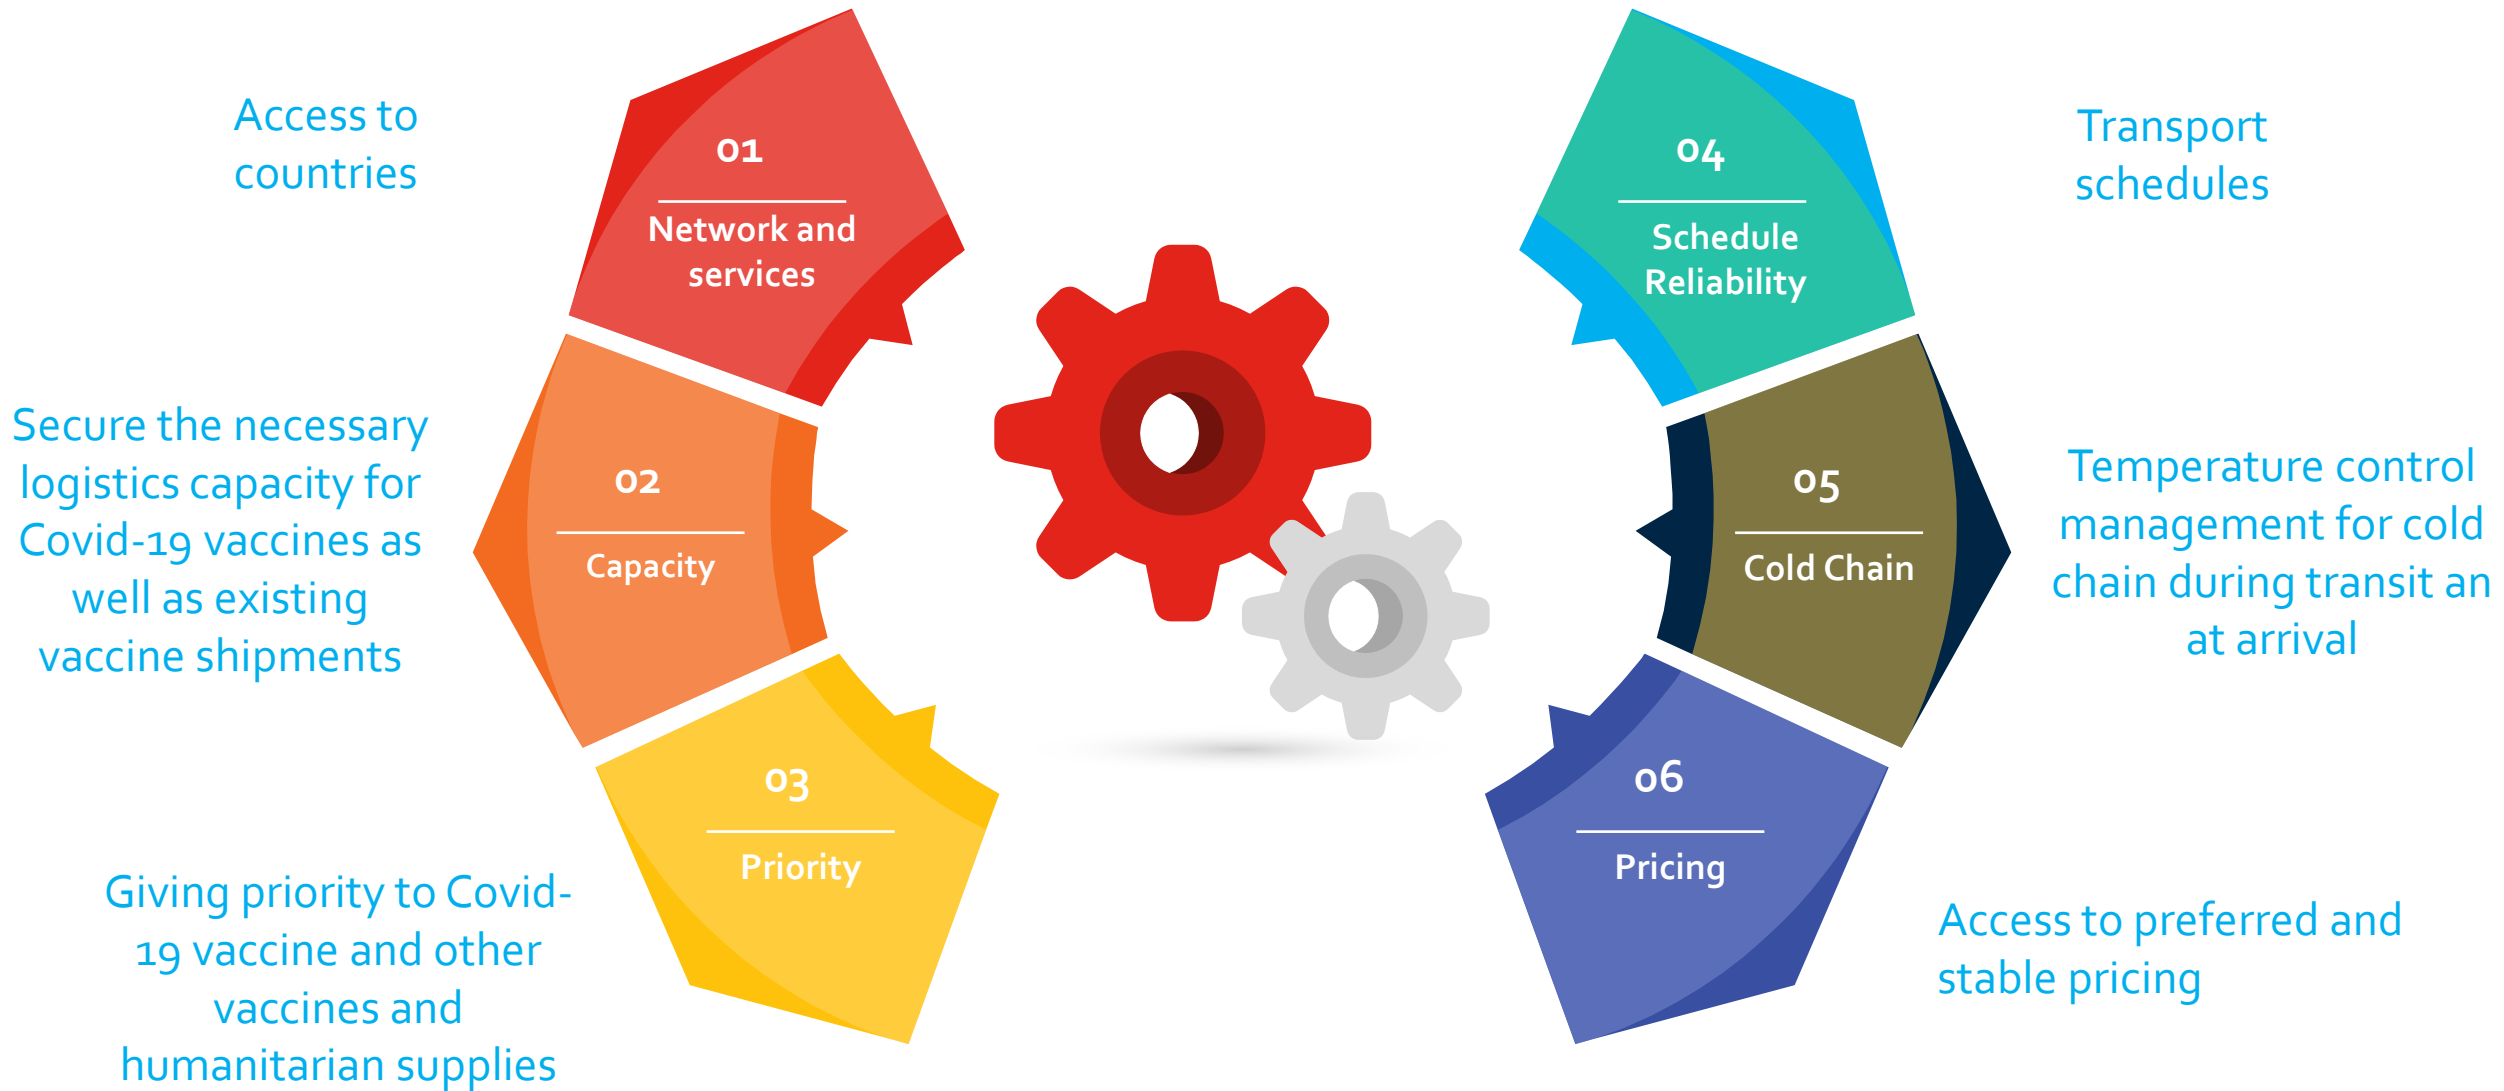 Access to
countries
01
Network and
services
Secure the necessary
logistics capacity for
Covid-19 vaccines as
well as existing
vaccine shipments
02
Capacity
Giving priority to Covid-
19 vaccine and other
vaccines and
humanitarian supplies
03
Priority
04
Schedule
Reliability
Transport
schedules
05
Cold Chain
Temperature control
management for cold
chain during transit an
at arrival
06
Pricing
Access to preferred and
stable pricing